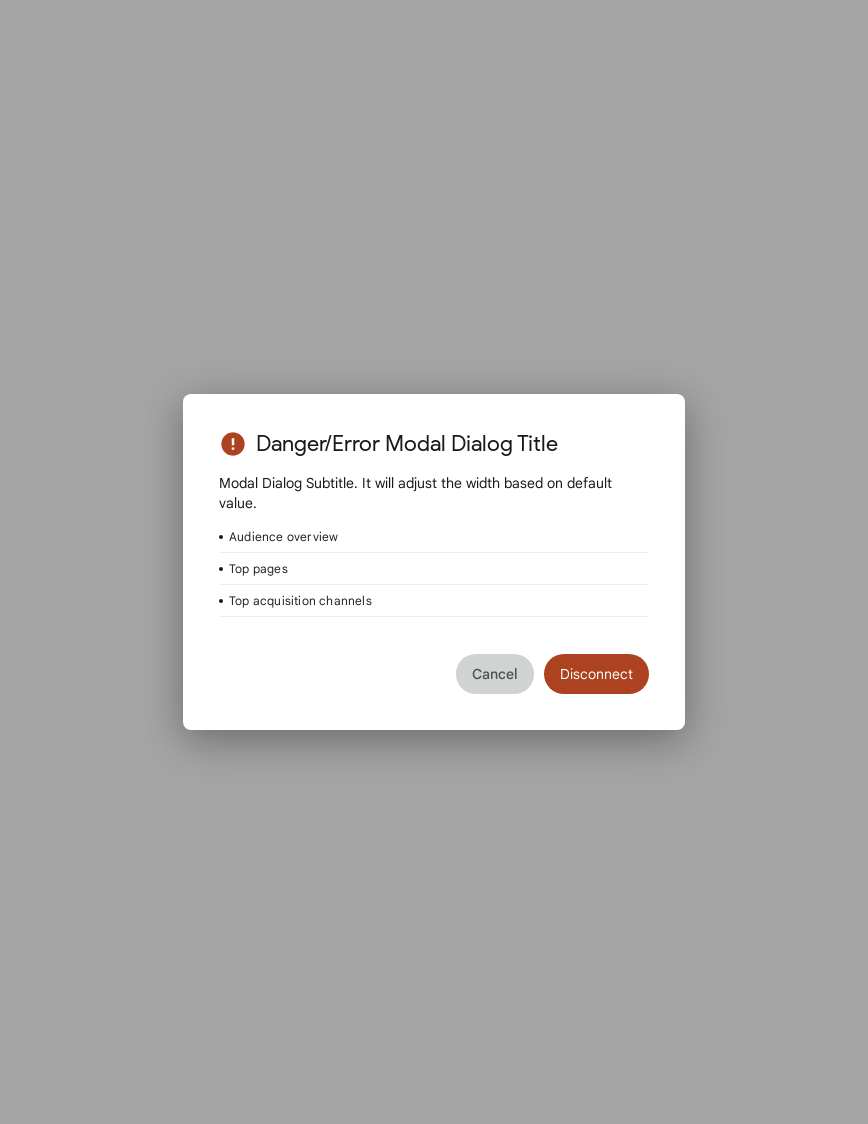 Danger/Error Modal Dialog Title
Modal Dialog Subtitle. It will adjust the width based on default
value.
• Audience overview
• Top pages
• Top acquisition channels
Cancel
Disconnect